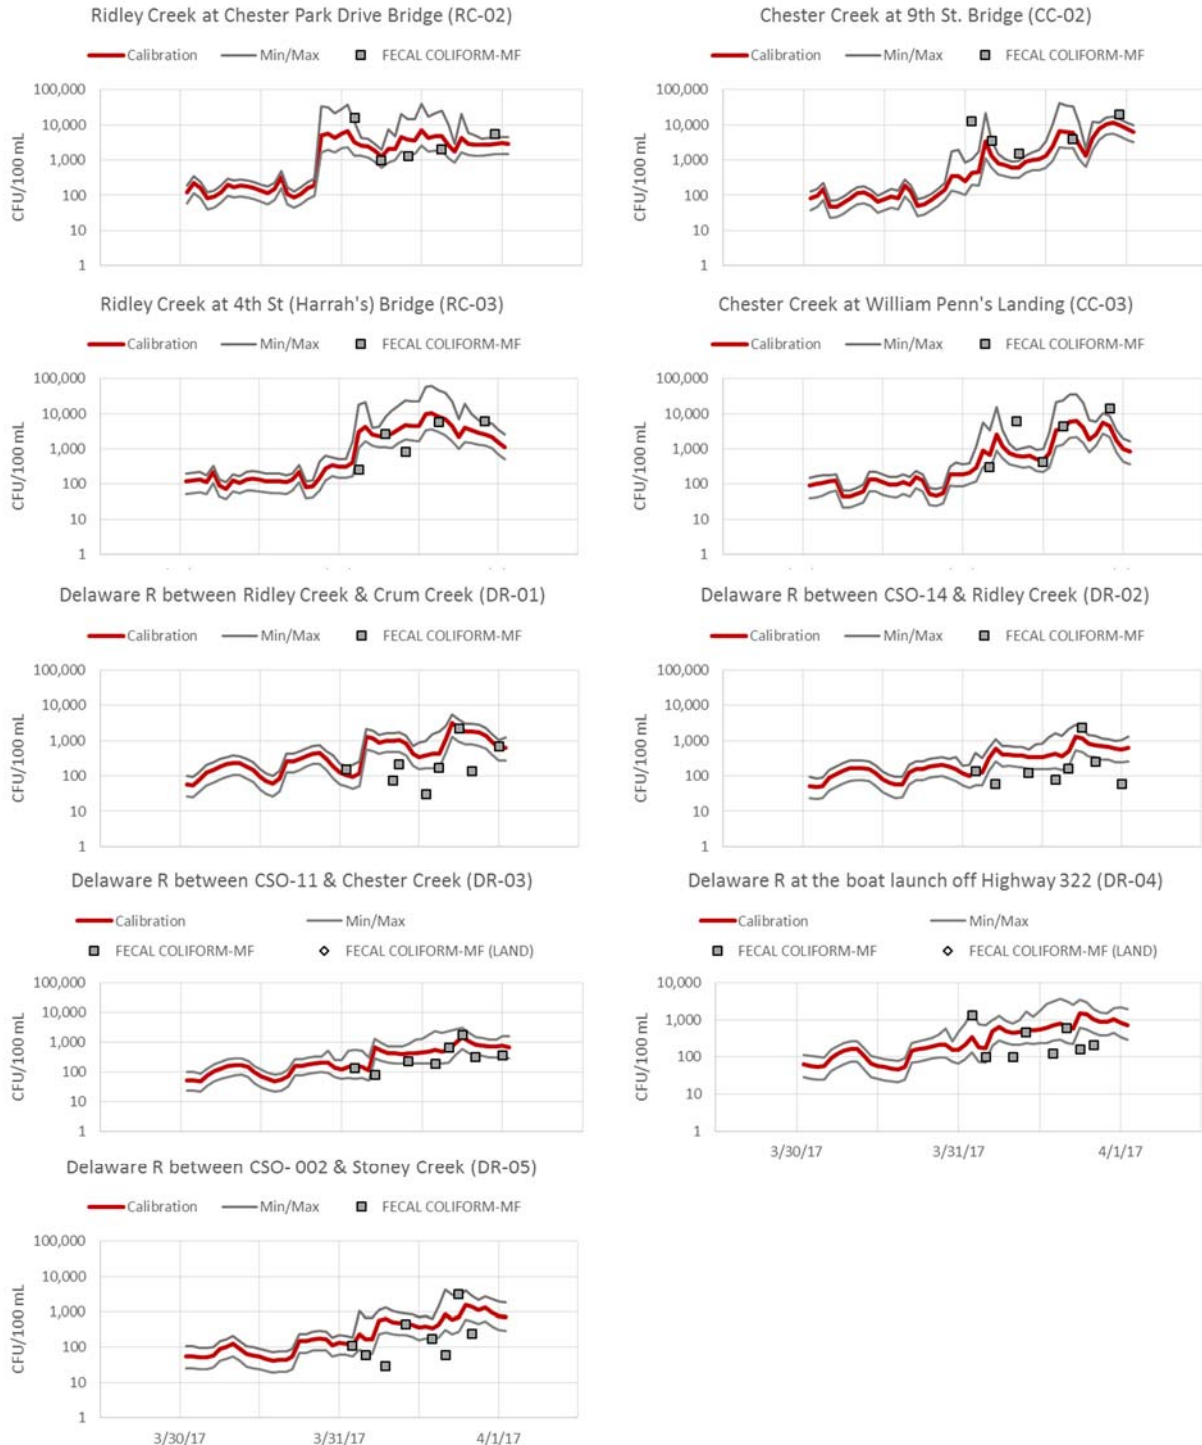 Ridley Creek at Chester Park Drive Bridge (RC-02)
Calibration Min/Max FECAL COLIFORM-MF
100,000
10,000
1,000
100
10
1
CFU/100 mL
Chester Creek at 9th St. Bridge (CC-02)
Calibration Min/Max FECAL COLIFORM-MF
100,000
10,000
1,000
100
10
1
CFU/100 mL
Ridley Creek at 4th St (Harrah's) Bridge (RC-03)
Calibration Min/Max FECAL COLIFORM-MF
100,000
10,000
1,000
100
10
1
CFU/100 mL
Chester Creek at William Penn's Landing (CC-03)
Calibration Min/Max FECAL COLIFORM-MF
100,000
10,000
1,000
100
10
1
CFU/100 mL
Delaware R between Ridley Creek & Crum Creek (DR-01)
Calibration Min/Max FECAL COLIFORM-MF
100,000
10,000
1,000
100
10
1
CFU/100 mL
Delaware R between CSO-14 & Ridley Creek (DR-02)
Calibration Min/Max FECAL COLIFORM-MF
100,000
10,000
1,000
100
10
1
CFU/100 mL
Delaware R between CSO-11 & Chester Creek (DR-03)
Calibration Min/Max
FECAL COLIFORM-MF FECAL COLIFORM-MF (LAND)
100,000
10,000
1,000
100
10
1
CFU/100 mL
Delaware R at the boat launch off Highway 322 (DR-04)
Calibration Min/Max
FECAL COLIFORM-MF FECAL COLIFORM-MF (LAND)
10,000
1,000
100
10
1
CFU/100 mL
3/30/17 3/31/17 4/1/17
Delaware R between CSO- 002 & Stoney Creek (DR-05)
Calibration Min/Max FECAL COLIFORM-MF
100,000
10,000
1,000
100
10
1
CFU/100 mL
3/30/17 3/31/17 4/1/17